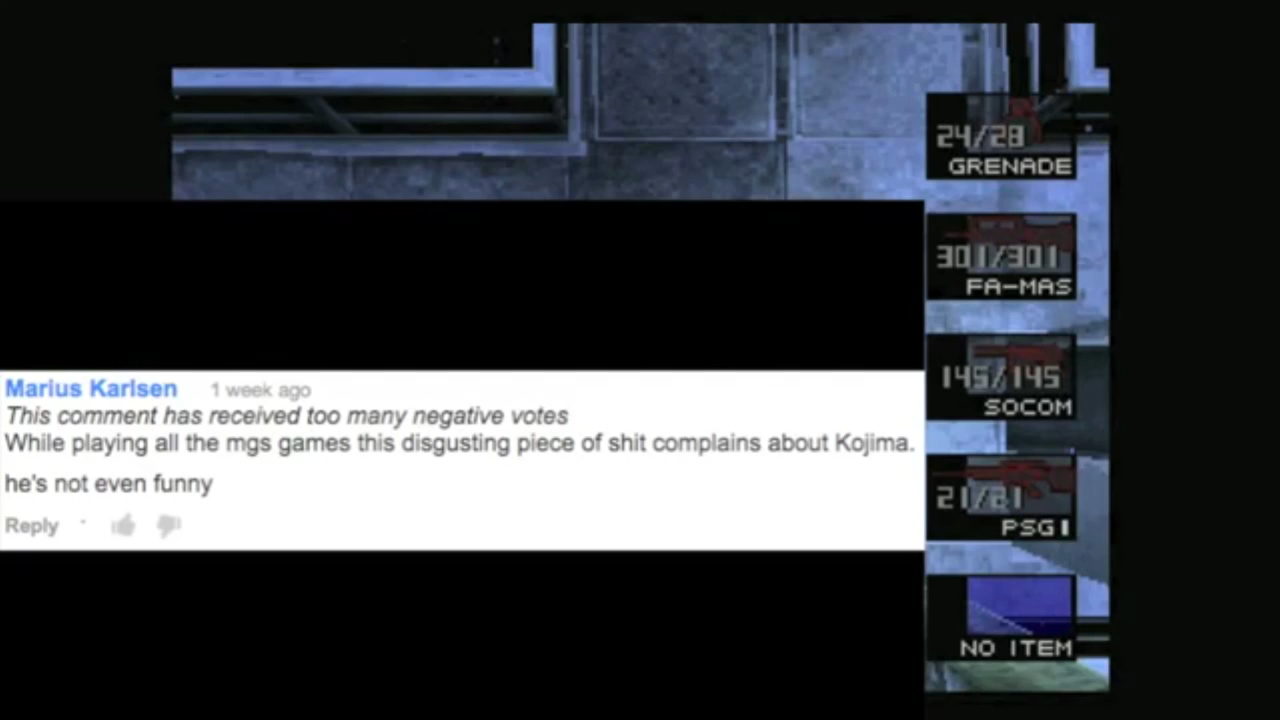 24/28
GRENADE
301/301
FA-MAS
145/145
SOCOM
21/21
PSG1
NO ITEM
Marius Karlsen 1 week ago
This comment has received too many negative votes
While playing all the mgs games this disgusting piece of shit complains about Kojima.
he's not even funny
Reply